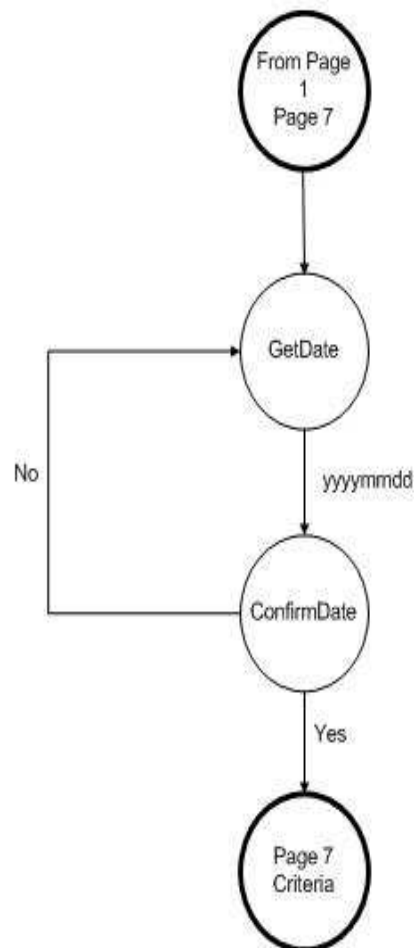 From Page
1
Page 7
GetDate
No
yyyymmdd
ConfirmDate
Yes
Page 7
Criteria